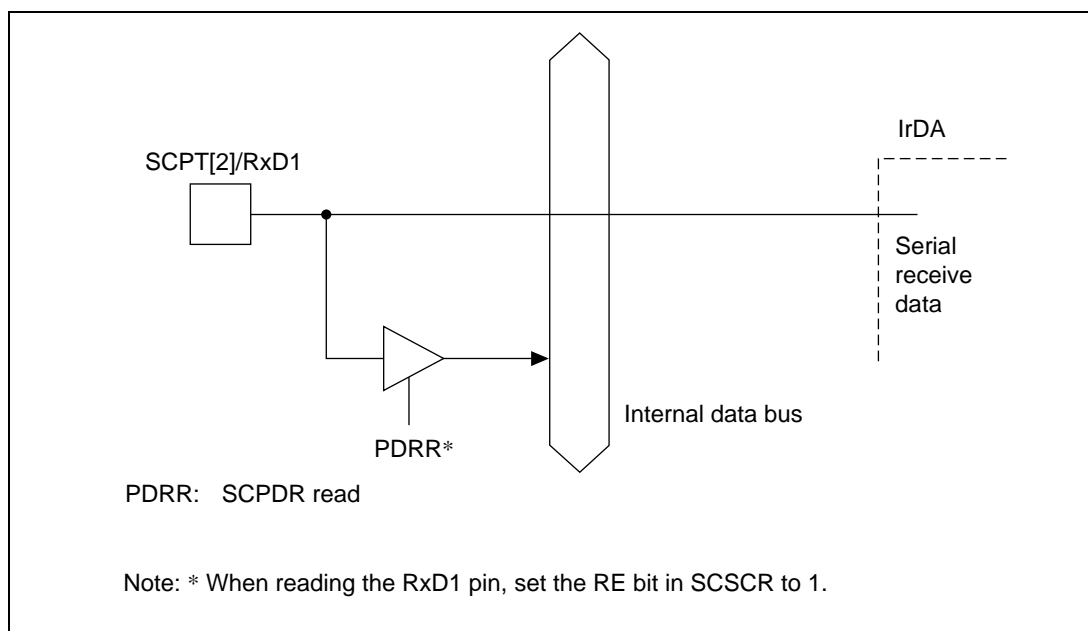 IrDA
SCPT[2]/RxD1
Serial
receive
data
Internal data bus
PDRR*
PDRR: SCPDR read
Note: * When reading the RxD1 pin, set the RE bit in SCSCR to 1.